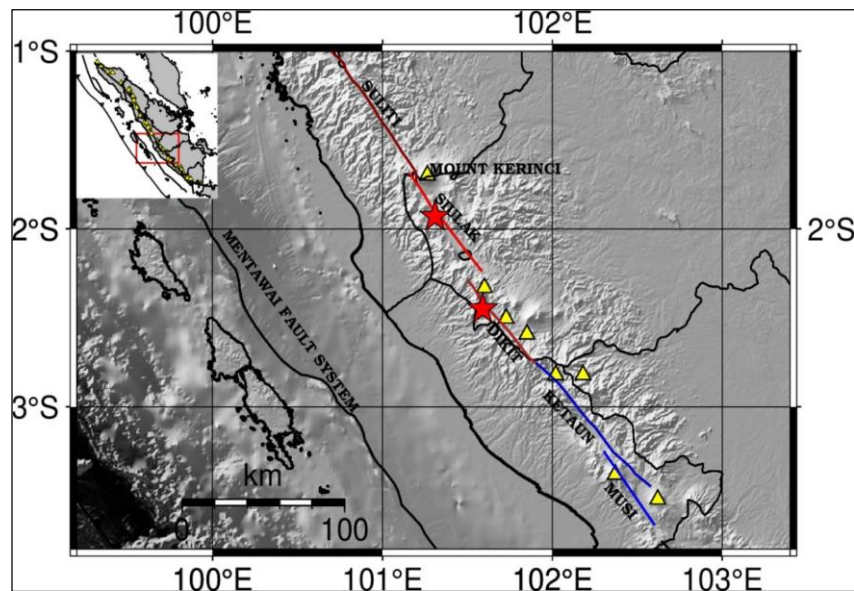 100°E
102°E
1°S
SULITY
MOUNT KERINCI
SIULAK
2°S
2°S
MENTAWAI FAULT SYSTEM
DIKIT
KETAUN
3°S
MUSI
km
0
100
100°E
101°E
102°E
103°E